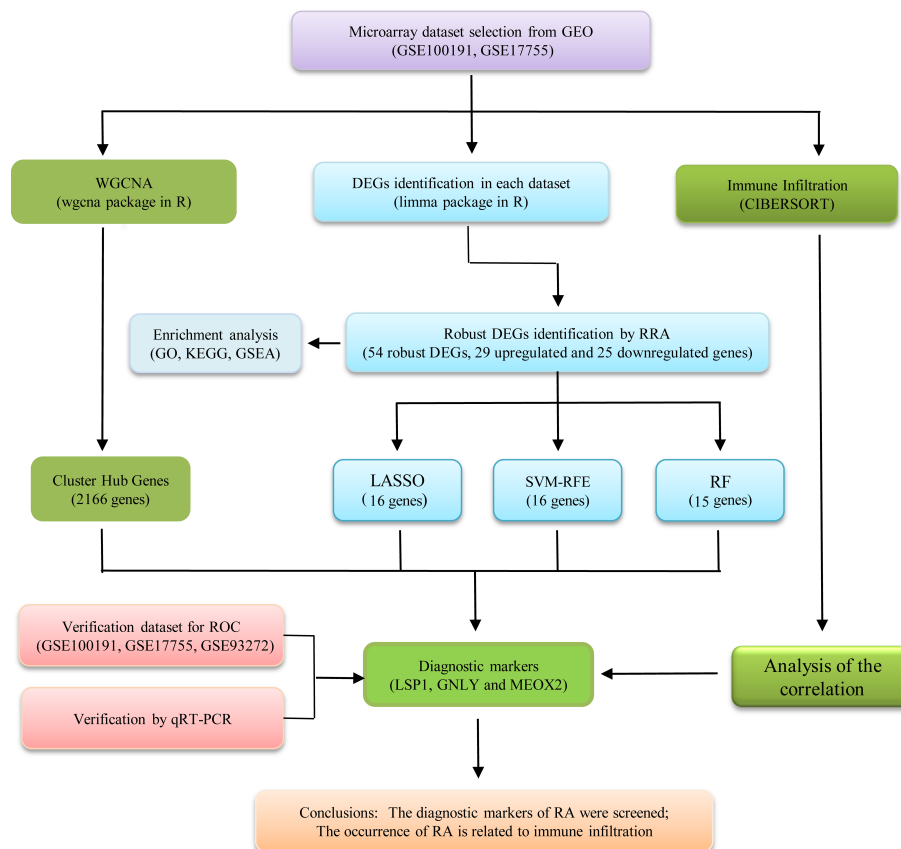 Microarray dataset selection from GEO
(GSE100191, GSE17755)
WGCNA
(wgcna package in R)
DEGs identification in each dataset
(limma package in R)
Immune Infiltration
(CIBERSORT)
Enrichment analysis
(GO, KEGG, GSEA)
Robust DEGs identification by RRA
(54 robust DEGs, 29 upregulated and 25 downregulated genes)
Cluster Hub Genes
(2166 genes)
LASSO
(16 genes)
SVM-RFE
(16 genes)
RF
(15 genes)
Verification dataset for ROC
(GSE100191, GSE17755, GSE93272)
Verification by qRT-PCR
Diagnostic markers
(LSP1, GNLY and MEOX2)
Analysis of the
correlation
Conclusions: The diagnostic markers of RA were screened;
The occurrence of RA is related to immune infiltration